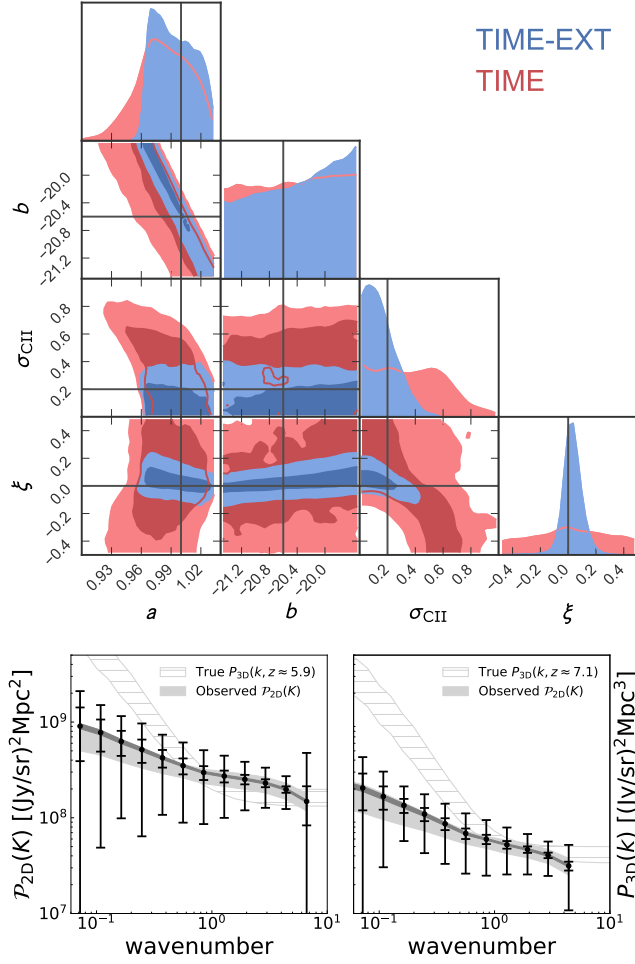 TIME-EXT
TIME
b
−20.0
−20.4
−20.8
−21.2
σCII
0.8
0.6
0.4
0.2
ξ
0.4
0.2
0.0
−0.2
−0.4
0.93 0.96 0.99 1.02
−21.2 −20.8 −20.4 −20.0
0.2 0.4 0.6 0.8
−0.4 −0.2 0.0 0.2 0.4
a b σCII ξ
True P3D(k, z ≈ 5.9)
Observed 𝒫2D(K)
True P3D(k, z ≈ 7.1)
Observed 𝒫2D(K)
𝒫2D(K) [(Jy/sr)²Mpc²]
P3D(K) [(Jy/sr)²Mpc³]
10⁹
10⁸
10⁷
10⁻¹ 10⁰ 10¹
10⁻¹ 10⁰ 10¹
wavenumber wavenumber